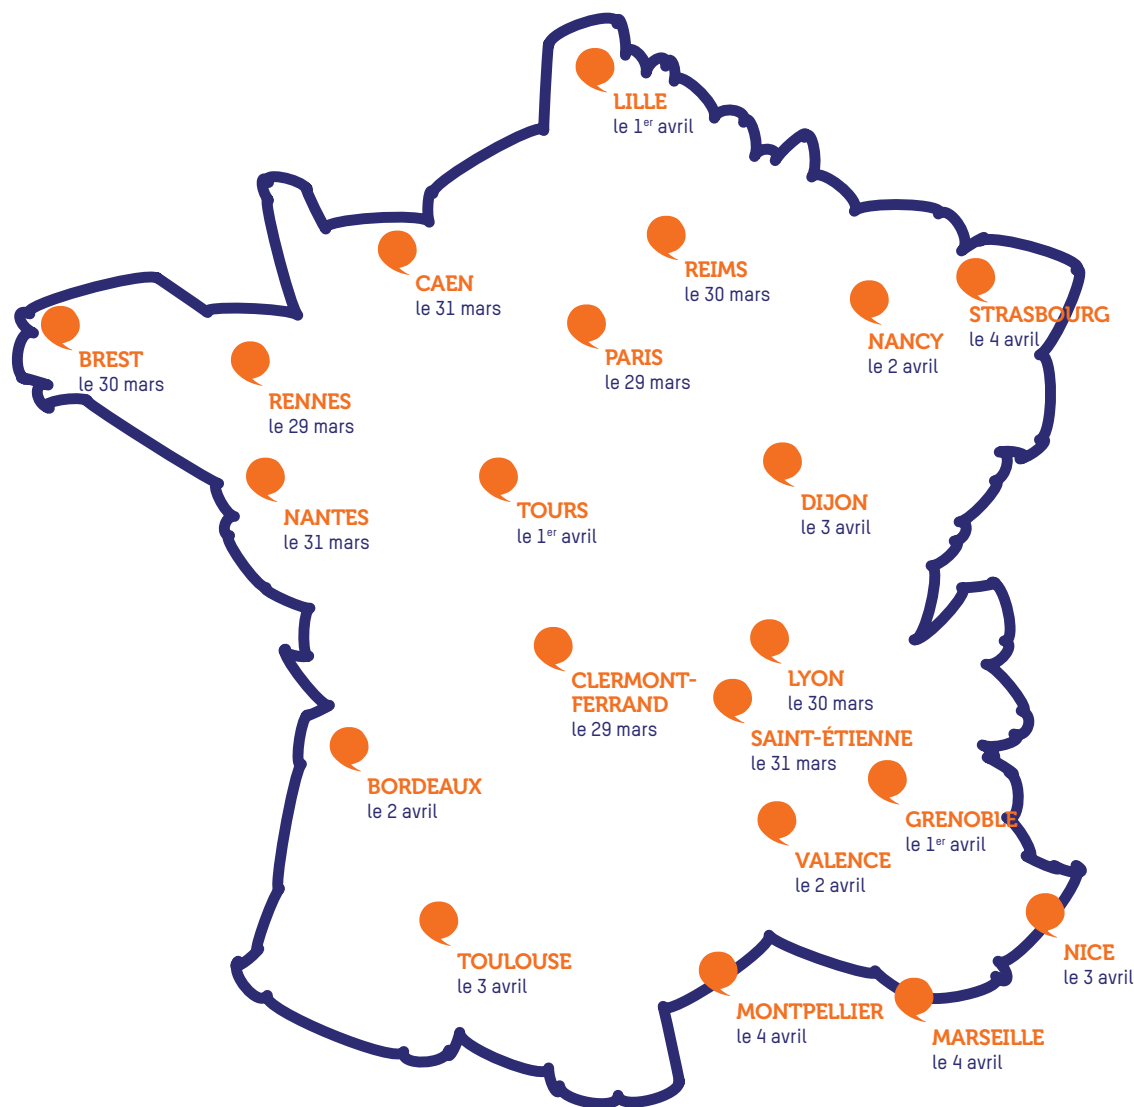 LILLE
le 1er avril
CAEN
le 31 mars
REIMS
le 30 mars
STRASBOURG
le 4 avril
NANCY
le 2 avril
BREST
le 30 mars
PARIS
le 29 mars
RENNES
le 29 mars
NANTES
le 31 mars
TOURS
le 1er avril
DIJON
le 3 avril
CLERMONT-
FERRAND
le 29 mars
LYON
le 30 mars
SAINT-ÉTIENNE
le 31 mars
BORDEAUX
le 2 avril
GRENOBLE
le 1er avril
VALENCE
le 2 avril
TOULOUSE
le 3 avril
NICE
le 3 avril
MONTPELLIER
le 4 avril
MARSEILLE
le 4 avril